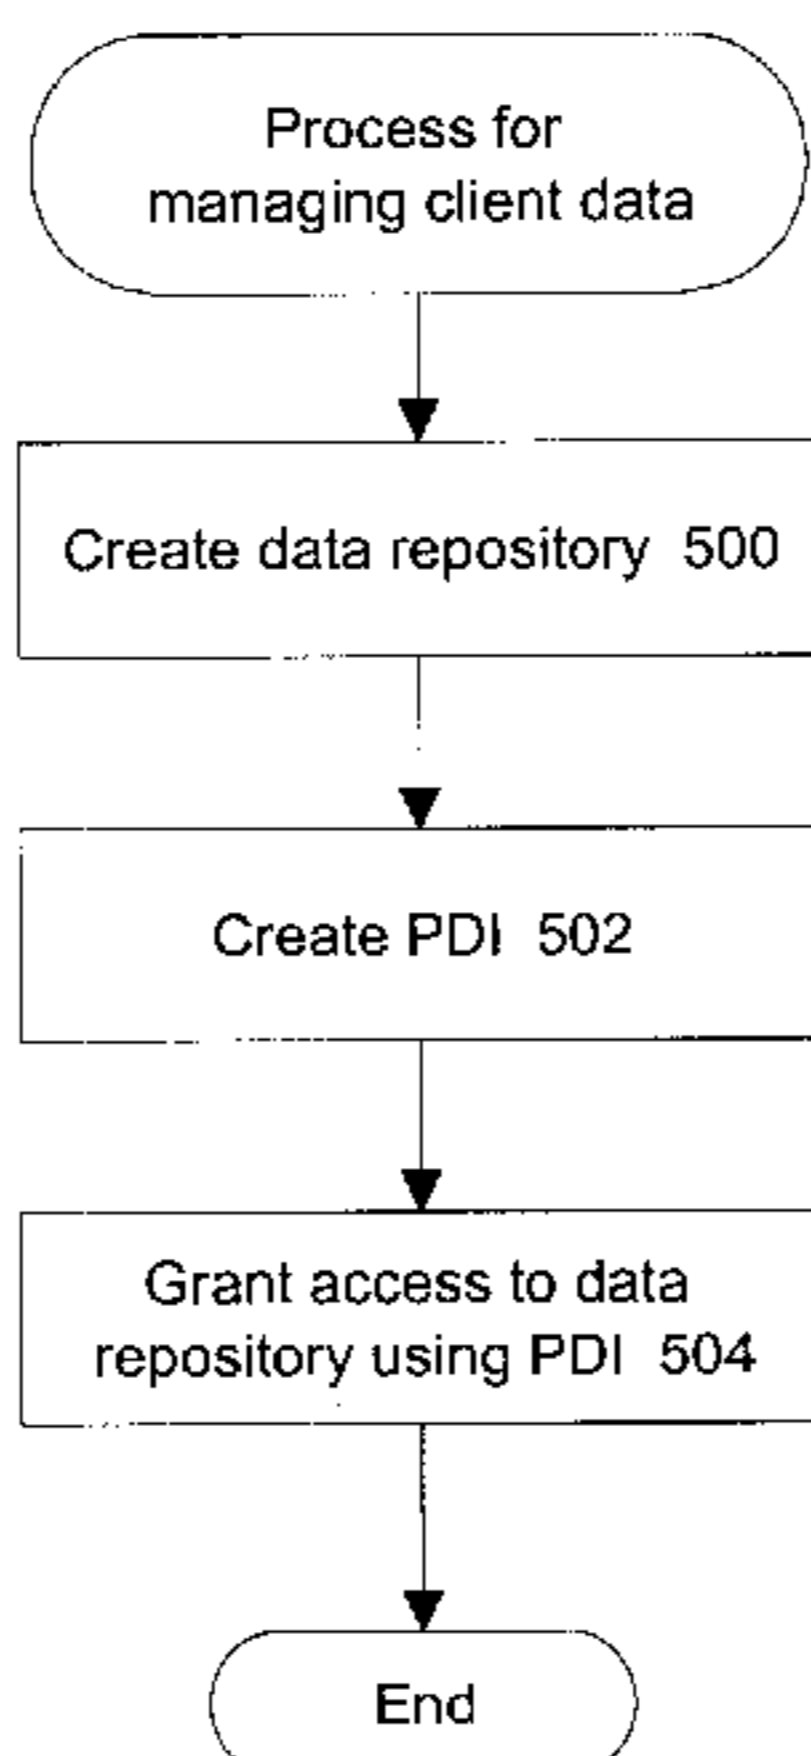 Process for
managing client data
Create data repository 500
Create PDI 502
Grant access to data
repository using PDI 504
End